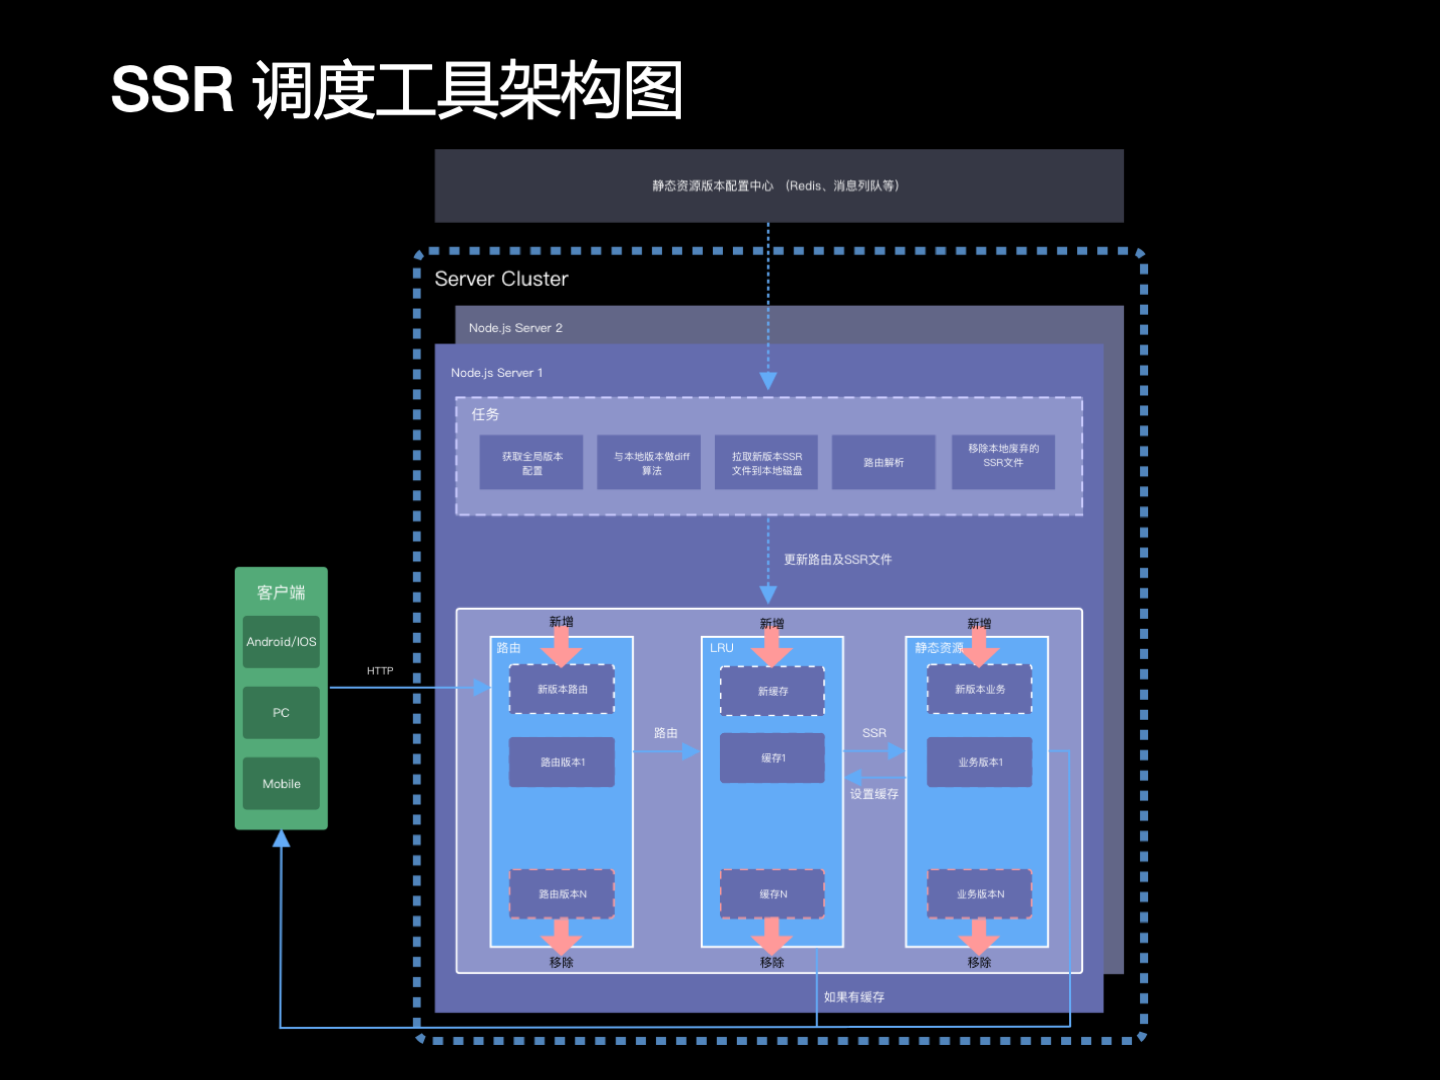 SSR 调度工具架构图
静态资源版本配置中心 （Redis、消息列队等）
Server Cluster
Node.js Server 2
Node.js Server 1
任务
获取全局版本
配置
与本地版本做diff
算法
拉取新版本SSR
文件到本地磁盘
路由解析
移除本地废弃的
SSR文件
更新路由及SSR文件
客户端
Android/IOS
PC
Mobile
HTTP
新增
路由
新版本路由
路由版本1
路由版本N
移除
路由
新增
LRU
新缓存
缓存1
缓存N
移除
SSR
设置缓存
新增
静态资源
新版本业务
业务版本1
业务版本N
移除
如果有缓存